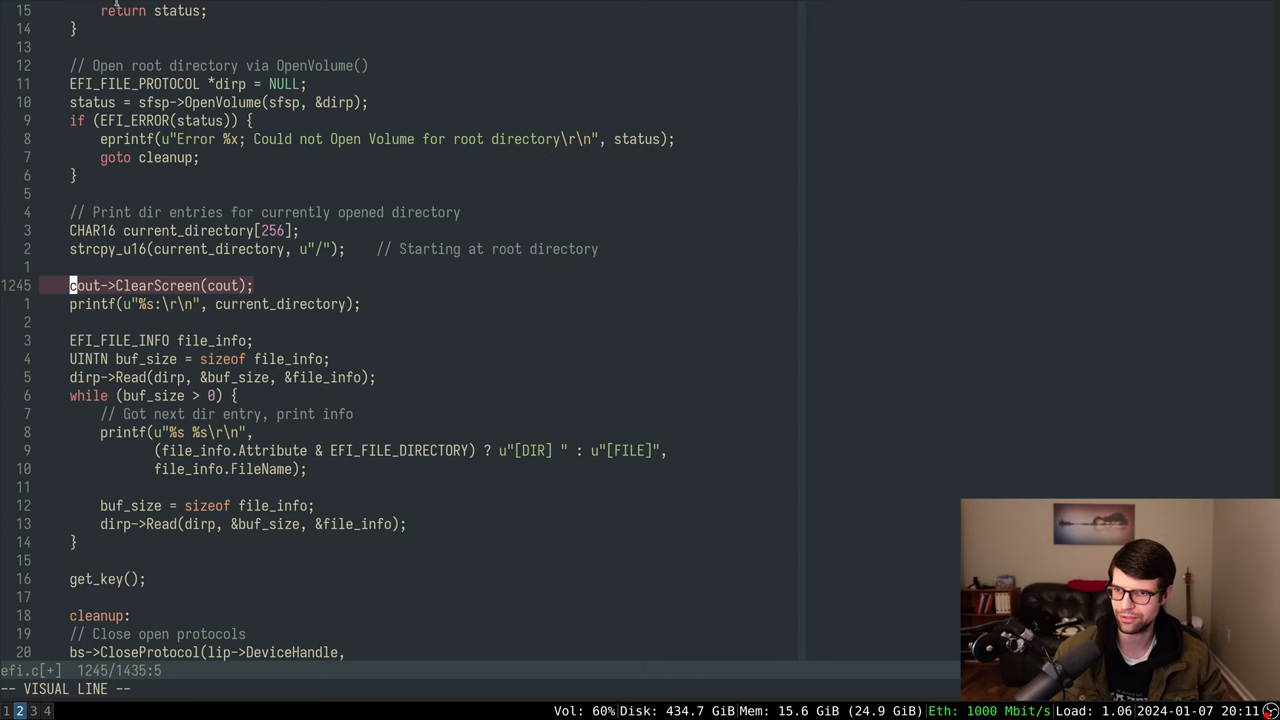 15 return status;
14 }
13
12 // Open root directory via OpenVolume()
11 EFI_FILE_PROTOCOL *dirp = NULL;
10 status = sfsp->OpenVolume(sfsp, &dirp);
9 if (EFI_ERROR(status)) {
8 eprintf(u"Error %x; Could not Open Volume for root directory\r\n", status);
7 goto cleanup;
6 }
5
4 // Print dir entries for currently opened directory
3 CHAR16 current_directory[256];
2 strcpy_u16(current_directory, u"/"); // Starting at root directory
1
1245 cout->ClearScreen(cout);
1 printf(u"%s:\r\n", current_directory);
2
3 EFI_FILE_INFO file_info;
4 UINTN buf_size = sizeof file_info;
5 dirp->Read(dirp, &buf_size, &file_info);
6 while (buf_size > 0) {
7 // Got next dir entry, print info
8 printf(u"%s %s\r\n",
9 (file_info.Attribute & EFI_FILE_DIRECTORY) ? u"[DIR] " : u"[FILE]",
10 file_info.FileName);
11
12 buf_size = sizeof file_info;
13 dirp->Read(dirp, &buf_size, &file_info);
14 }
15
16 get_key();
17
18 cleanup:
19 // Close open protocols
20 bs->CloseProtocol(lip->DeviceHandle,
efi.c[+] 1245/1435:5
-- VISUAL LINE --
1 2 3 4 Vol: 60%|Disk: 434.7 GiB|Mem: 15.6 GiB (24.9 GiB)|Eth: 1000 Mbit/s|Load: 1.06|2024-01-07 20:11